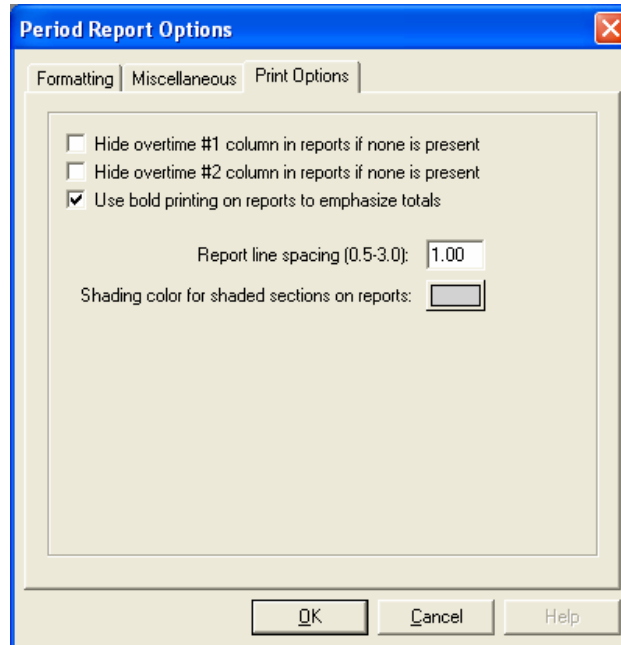 Period Report Options
Formatting Miscellaneous Print Options
Hide overtime #1 column in reports if none is present
Hide overtime #2 column in reports if none is present
Use bold printing on reports to emphasize totals
Report line spacing (0.5-3.0): 1.00
Shading color for shaded sections on reports:
OK Cancel Help